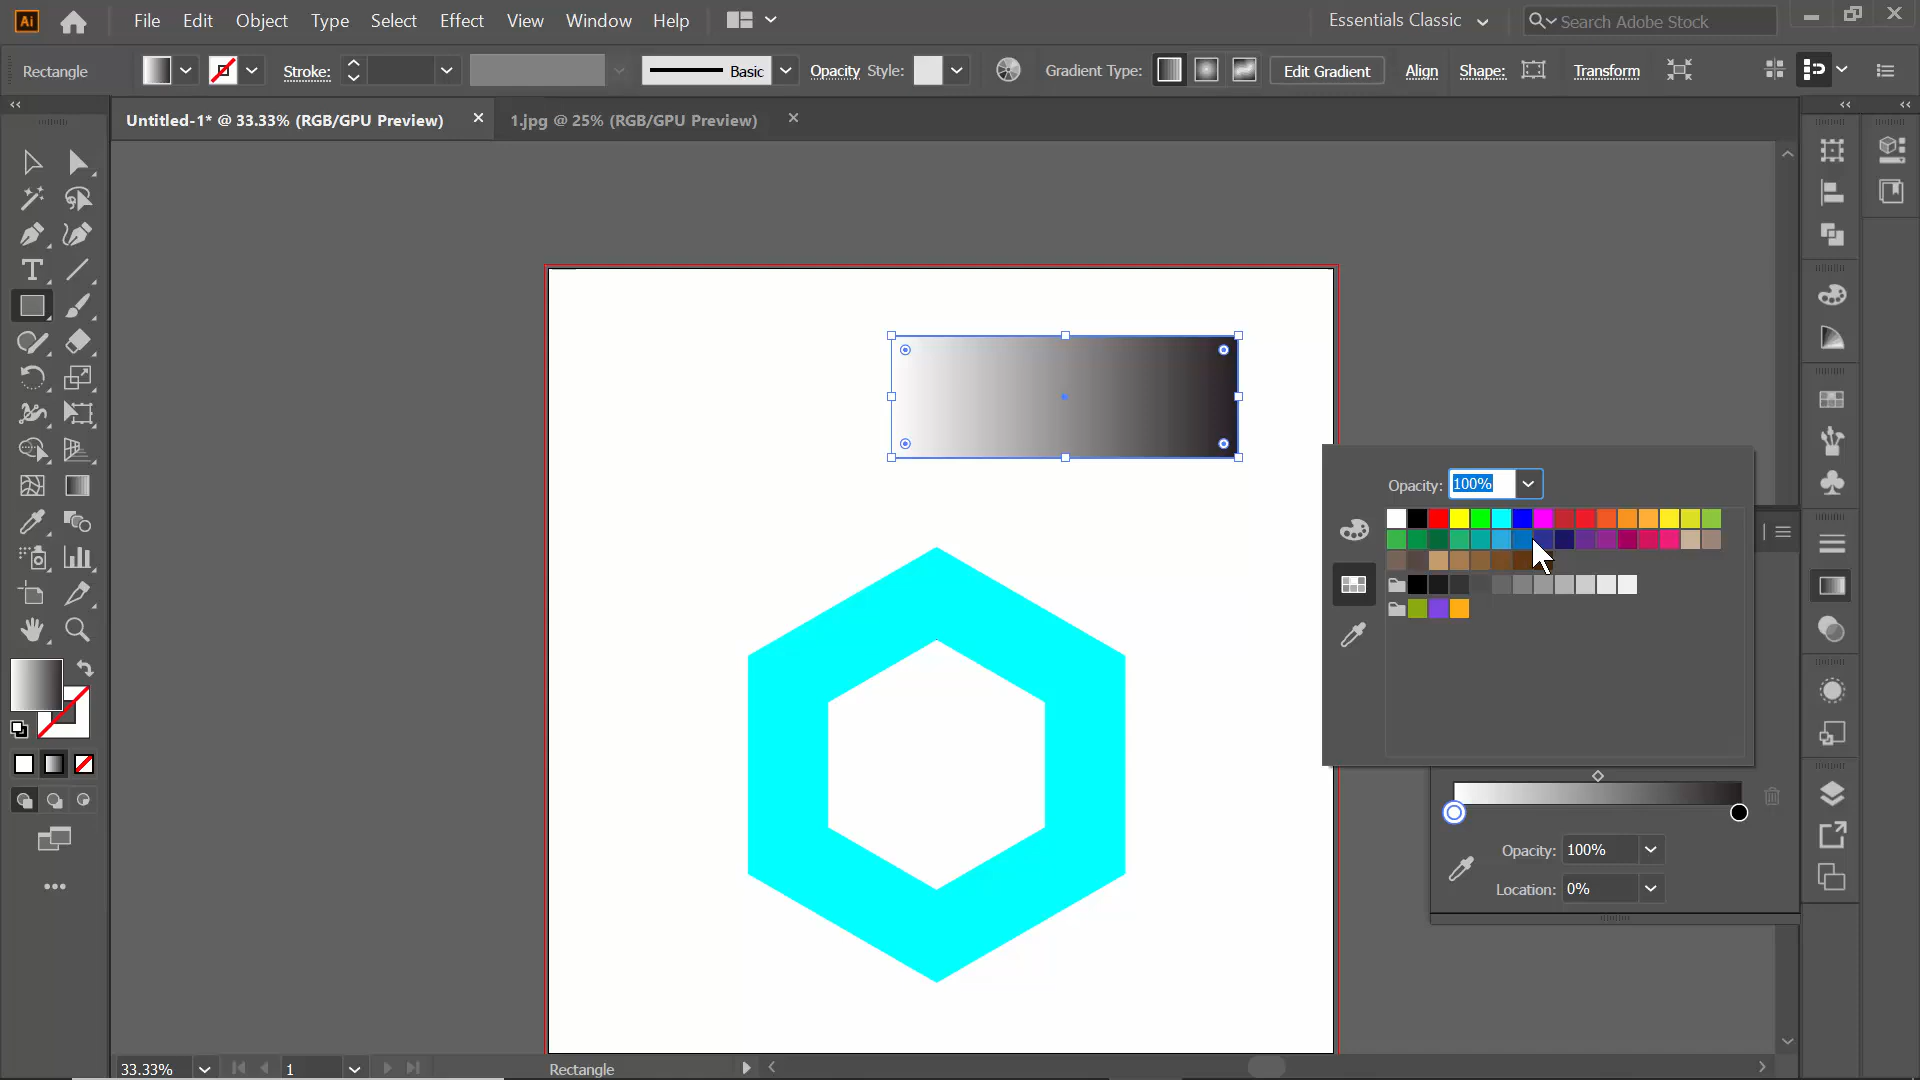 Ai File Edit Object Type Select Effect View Window Help Essentials Classic Search Adobe Stock
Rectangle Stroke: Basic Opacity Style: Gradient Type: Edit Gradient Align Shape: Transform
Untitled-1* @ 33.33% (RGB/GPU Preview) 1.jpg @ 25% (RGB/GPU Preview)
Opacity: 100%
Opacity: 100%
Location: 0%
33.33% 1 Rectangle